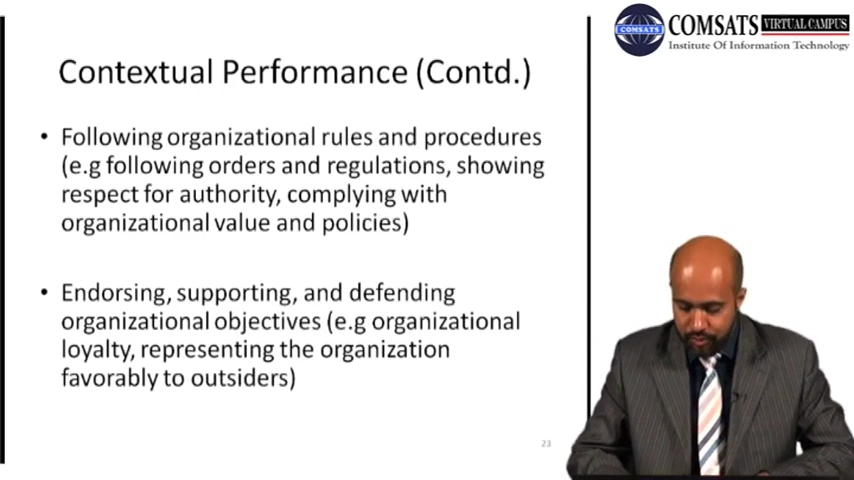 COMSATS VIRTUAL CAMPUS
COMSATS
Institute Of Information Technology
Contextual Performance (Contd.)
• Following organizational rules and procedures
(e.g following orders and regulations, showing
respect for authority, complying with
organizational value and policies)
• Endorsing, supporting, and defending
organizational objectives (e.g organizational
loyalty, representing the organization
favorably to outsiders)
23